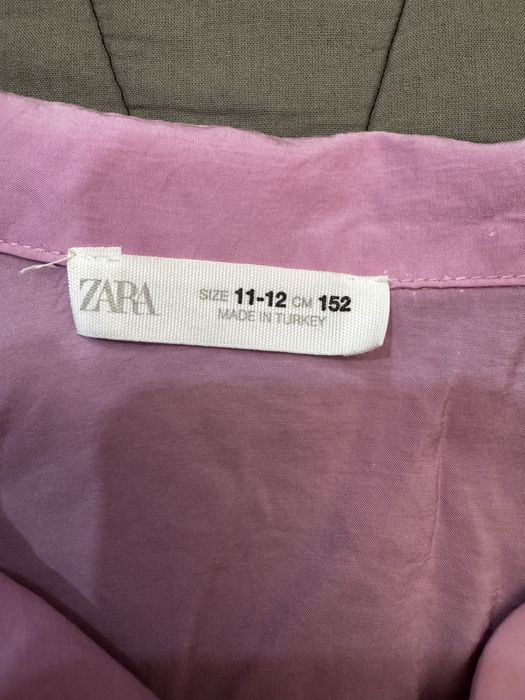 ZARA
SIZE 11-12 CM 152
MADE IN TURKEY